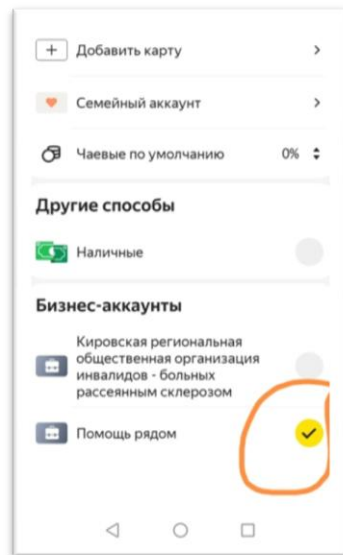 Добавить карту
Семейный аккаунт
Чаевые по умолчанию 0%
Другие способы
Наличные
Бизнес-аккаунты
Кировская региональная
общественная организация
инвалидов - больных
рассеянным склерозом
Помощь рядом